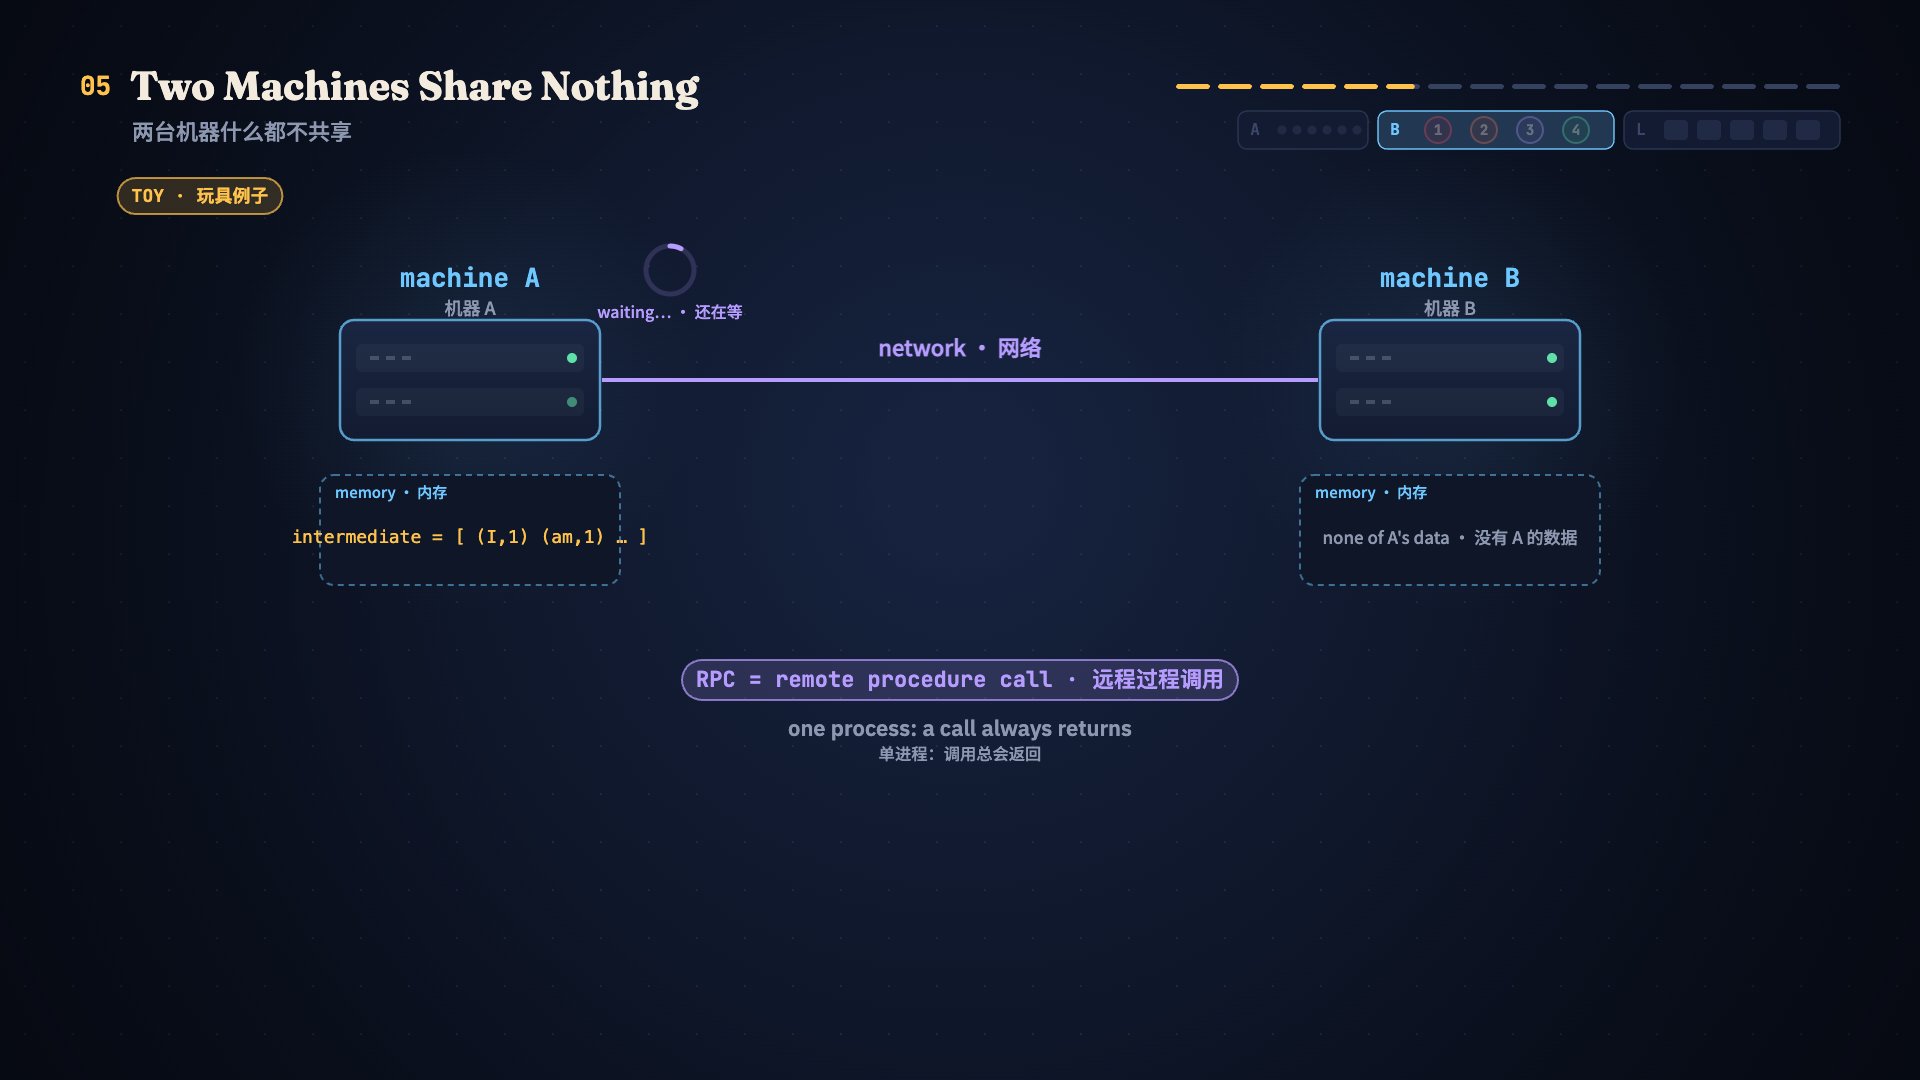 05 Two Machines Share Nothing
两台机器什么都不共享
A
B 1 2 3 4
L
TOY · 玩具例子
machine A
机器 A
waiting... · 还在等
network · 网络
machine B
机器 B
memory · 内存
intermediate = [ (I,1) (am,1) … ]
memory · 内存
none of A's data · 没有 A 的数据
RPC = remote procedure call · 远程过程调用
one process: a call always returns
单进程：调用总会返回